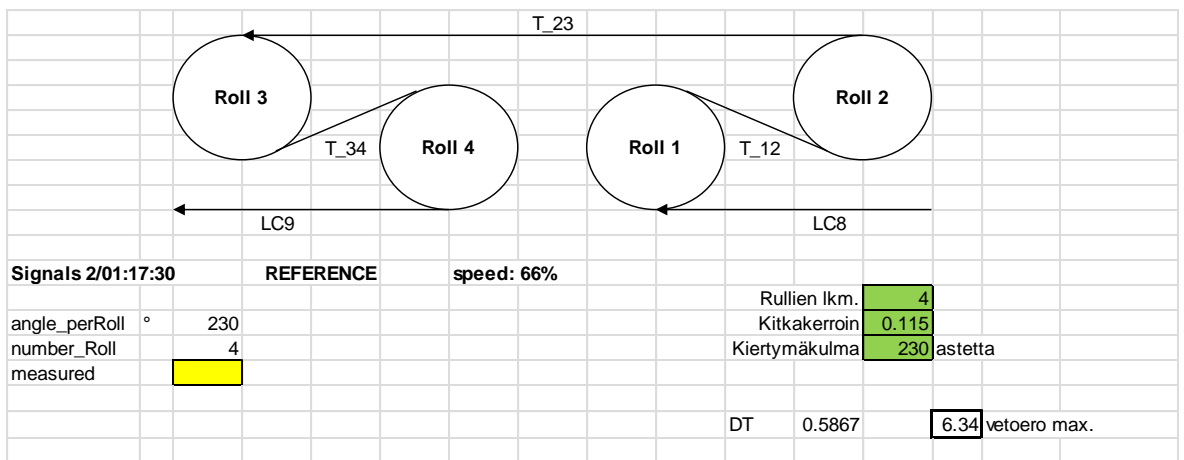 T_23
Roll 3
Roll 2
T_34
Roll 4
Roll 1
T_12
LC9
LC8
Signals 2/01:17:30 REFERENCE speed: 66%
Rullien lkm. 4
angle_perRoll ° 230
Kitkakerroin 0.115
number_Roll 4
Kiertymäkulma 230 astetta
measured
DT 0.5867 6.34 vetoero max.